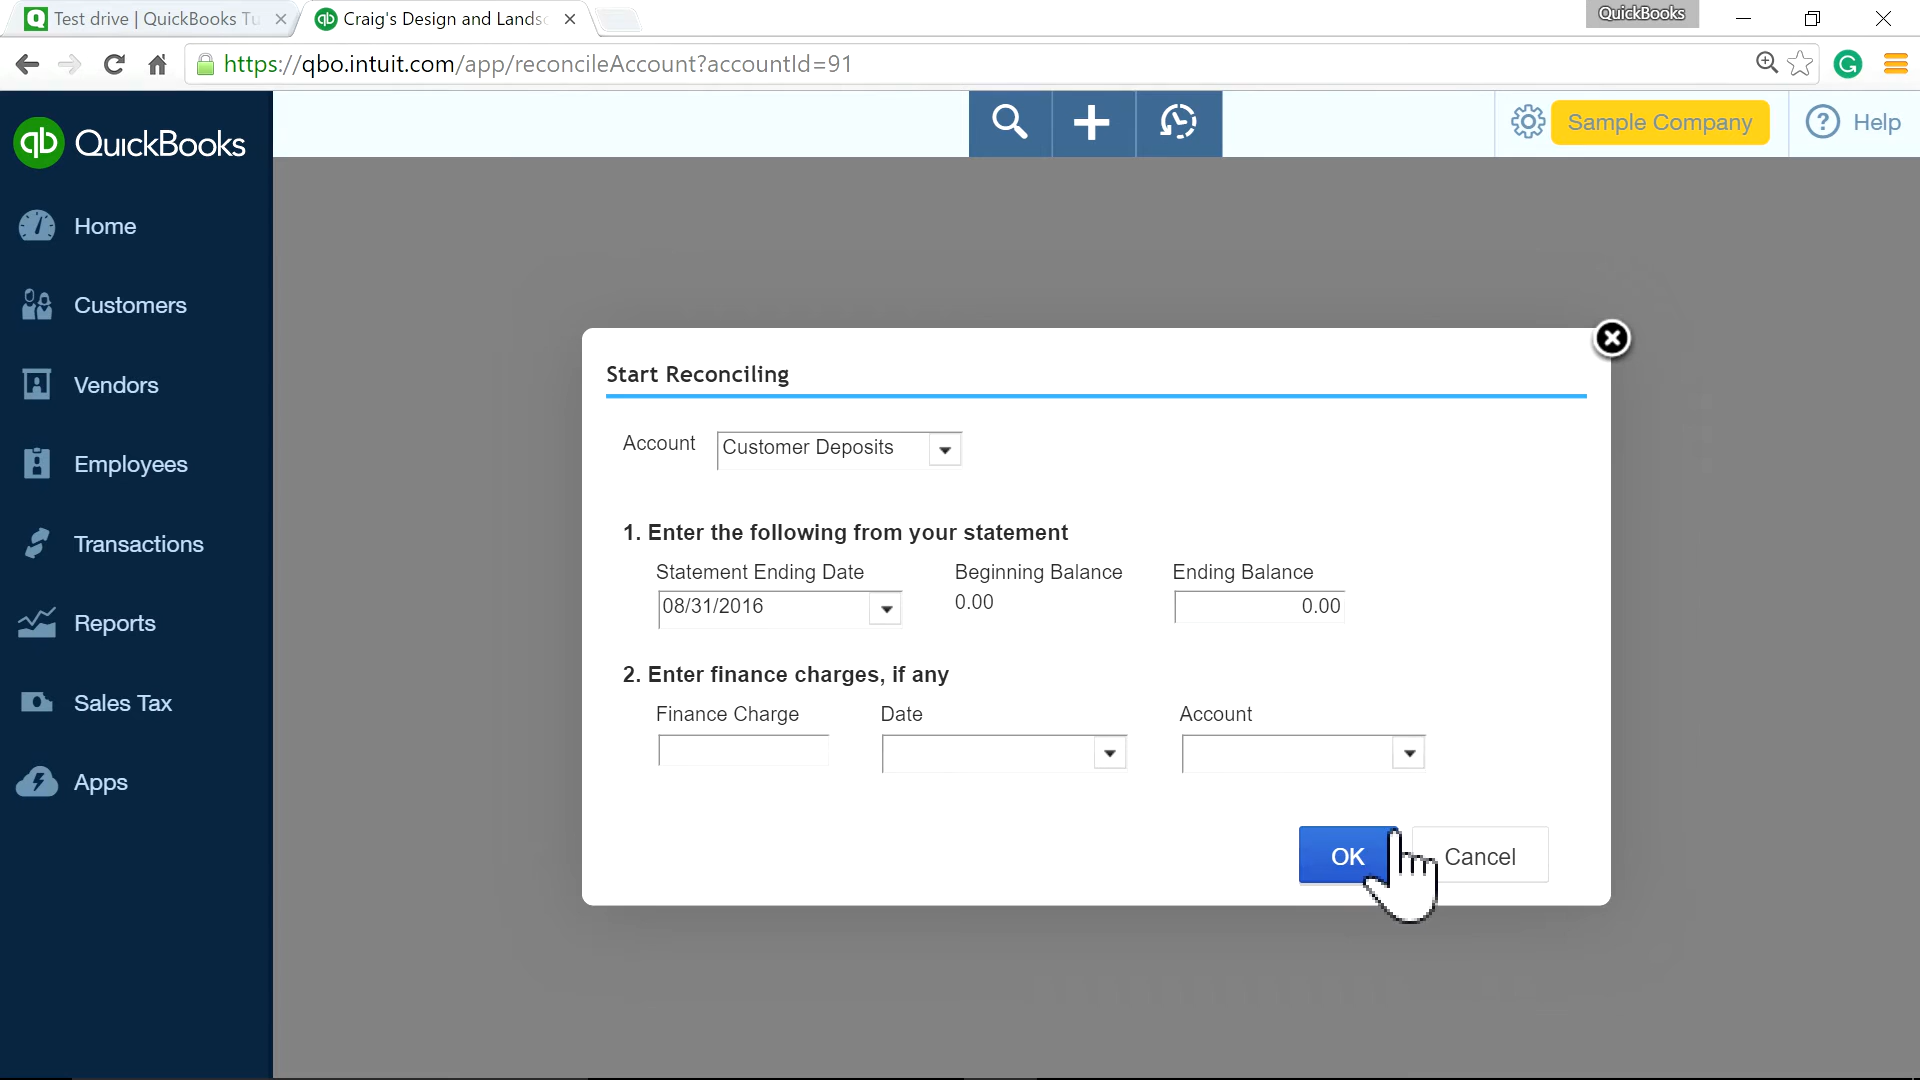 Test drive | QuickBooks Tu
Craig's Design and Landsc
QuickBooks
https://qbo.intuit.com/app/reconcileAccount?accountId=91
qb QuickBooks
Sample Company
? Help
Home
Customers
Vendors
Employees
Transactions
Reports
Sales Tax
Apps
Start Reconciling
Account Customer Deposits
1. Enter the following from your statement
Statement Ending Date Beginning Balance Ending Balance
08/31/2016 0.00 0.00
2. Enter finance charges, if any
Finance Charge Date Account
OK Cancel